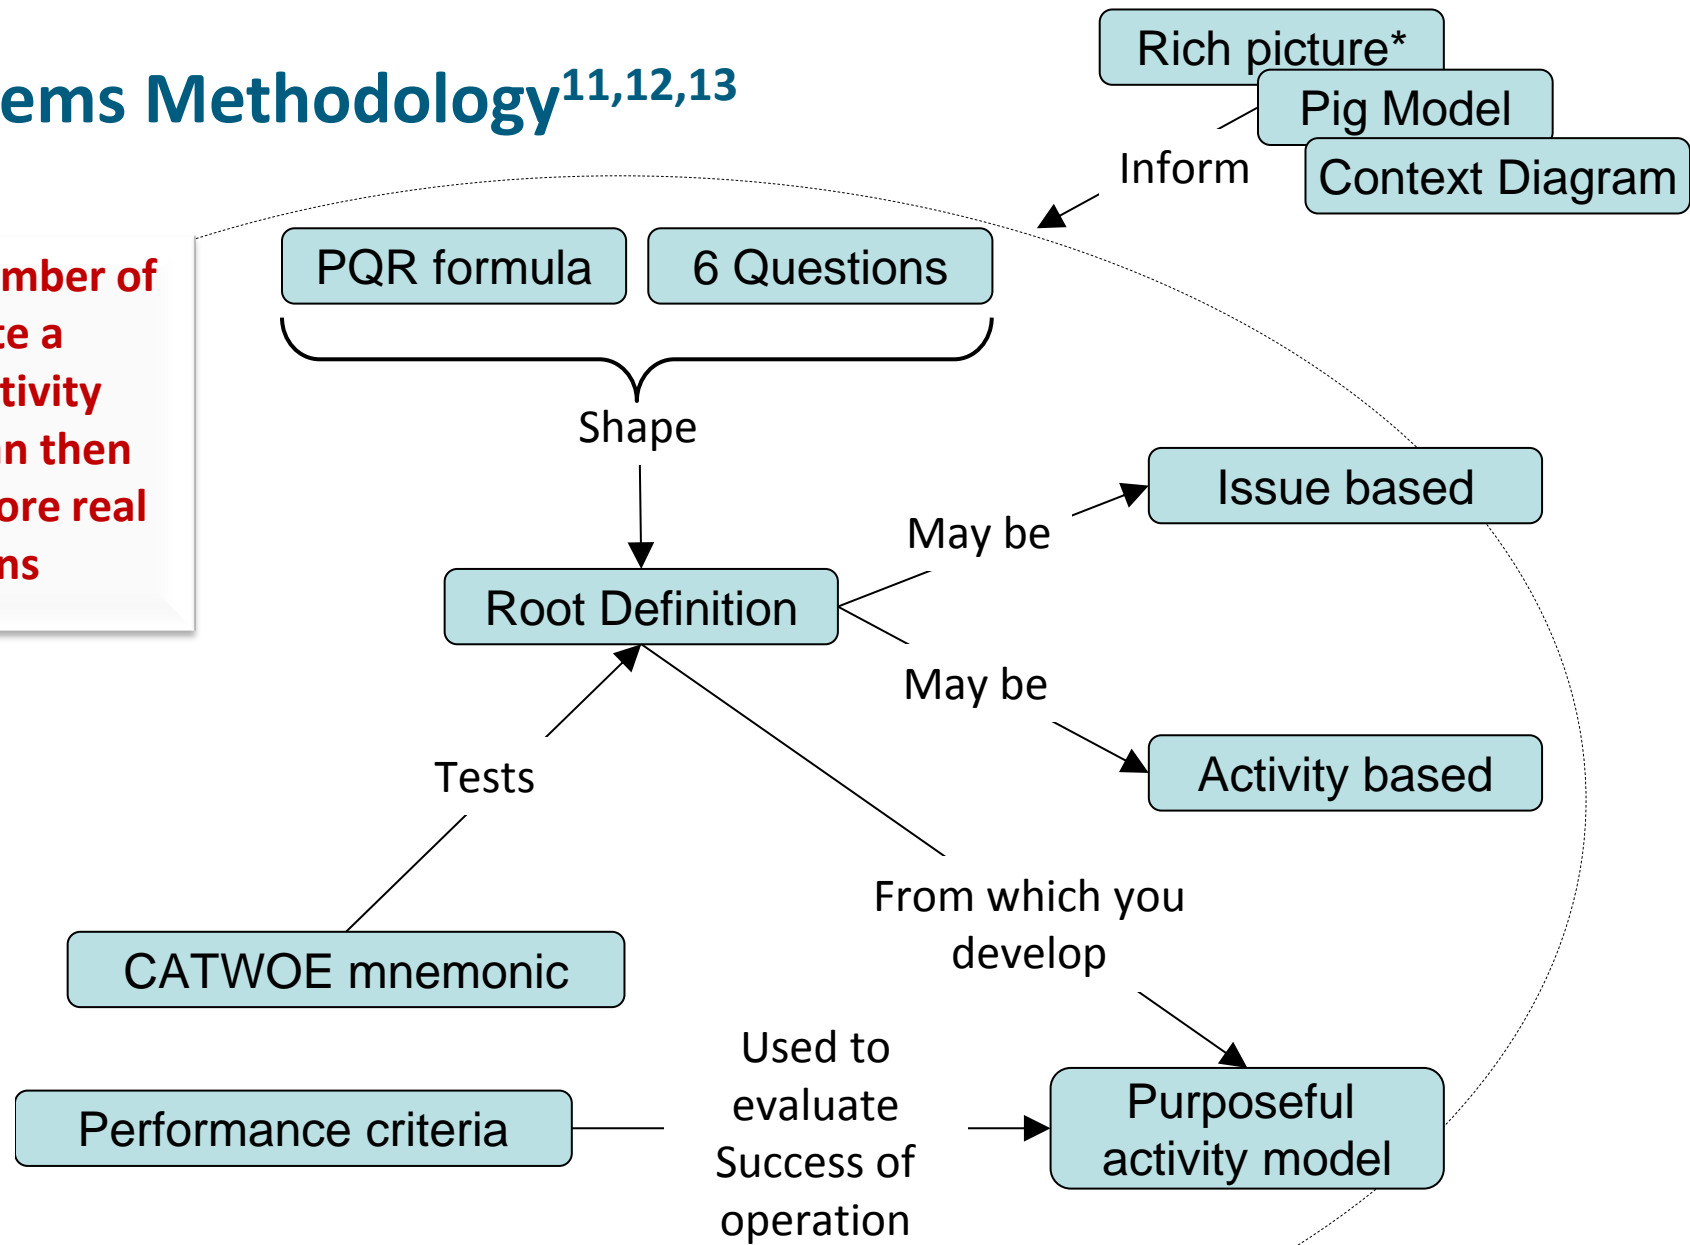 ems Methodology11,12,13
Rich picture*
Pig Model
Context Diagram
Inform
mber of
te a
tivity
n then
ore real
ns
PQR formula
6 Questions
Shape
Issue based
May be
Root Definition
May be
Activity based
Tests
From which you
develop
CATWOE mnemonic
Used to
evaluate
Success of
operation
Performance criteria
Purposeful
activity model